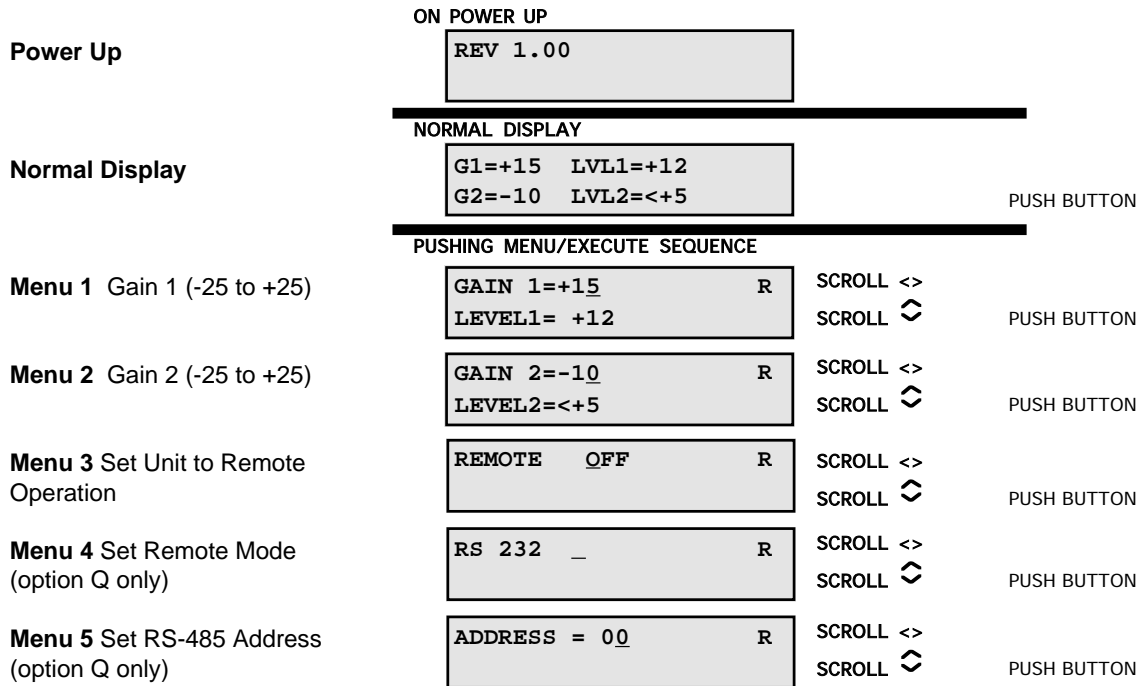 ON POWER UP
Power Up
REV 1.00
NORMAL DISPLAY
Normal Display
G1=+15 LVL1=+12
G2=-10 LVL2=<+5
PUSH BUTTON
PUSHING MENU/EXECUTE SEQUENCE
Menu 1 Gain 1 (-25 to +25)
GAIN 1=+15 R
LEVEL1= +12
SCROLL <>
SCROLL
PUSH BUTTON
Menu 2 Gain 2 (-25 to +25)
GAIN 2=-10 R
LEVEL2=<+5
SCROLL <>
SCROLL
PUSH BUTTON
Menu 3 Set Unit to Remote
Operation
REMOTE OFF R
SCROLL <>
SCROLL
PUSH BUTTON
Menu 4 Set Remote Mode
(option Q only)
RS 232 _ R
SCROLL <>
SCROLL
PUSH BUTTON
Menu 5 Set RS-485 Address
(option Q only)
ADDRESS = 00 R
SCROLL <>
SCROLL
PUSH BUTTON